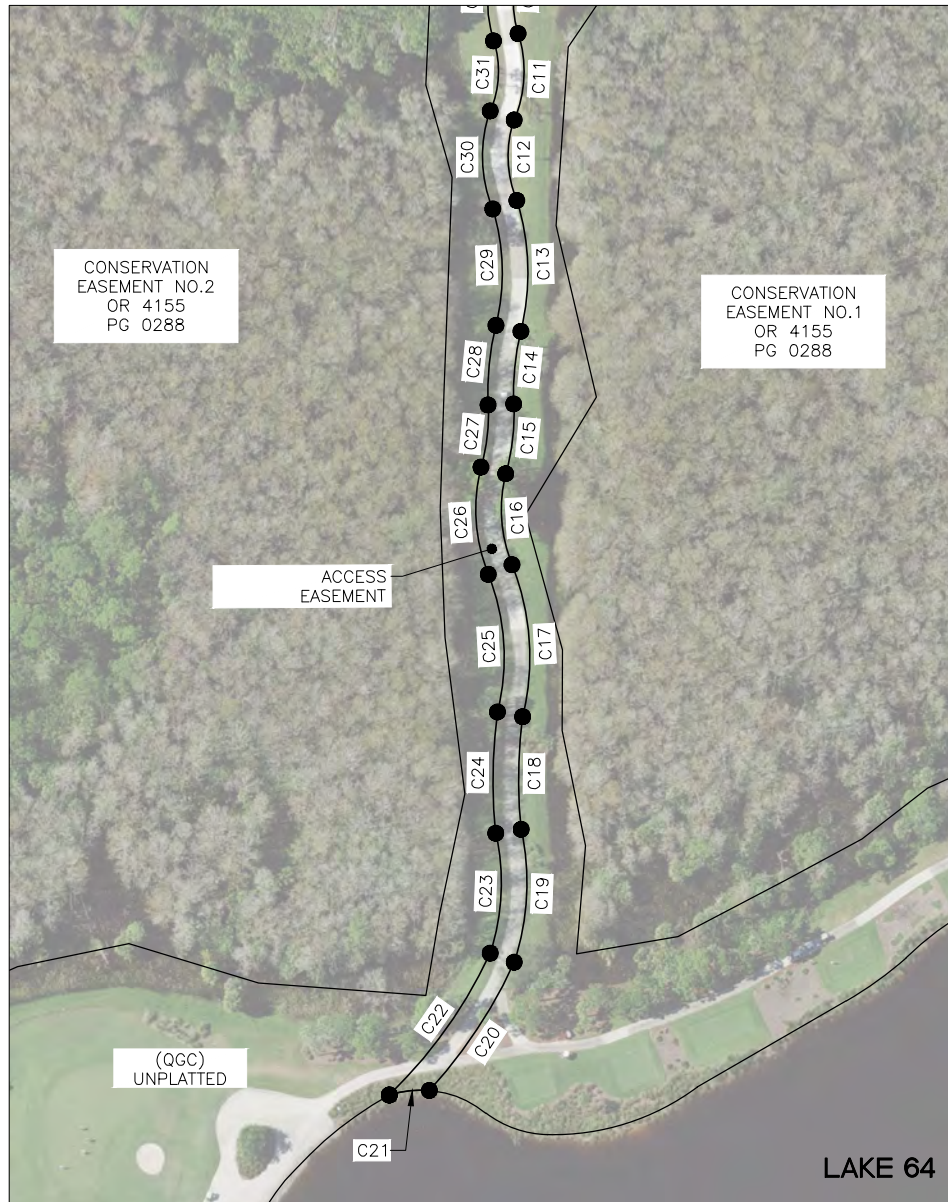 C31
C11
C30
C12
C29
C13
CONSERVATION
EASEMENT NO.2
OR 4155
PG 0288
CONSERVATION
EASEMENT NO.1
OR 4155
PG 0288
C28
C14
C27
C15
C26
C16
ACCESS
EASEMENT
C25
C17
C24
C18
C23
C19
C22
C20
(QGC)
UNPLATTED
C21
LAKE 64